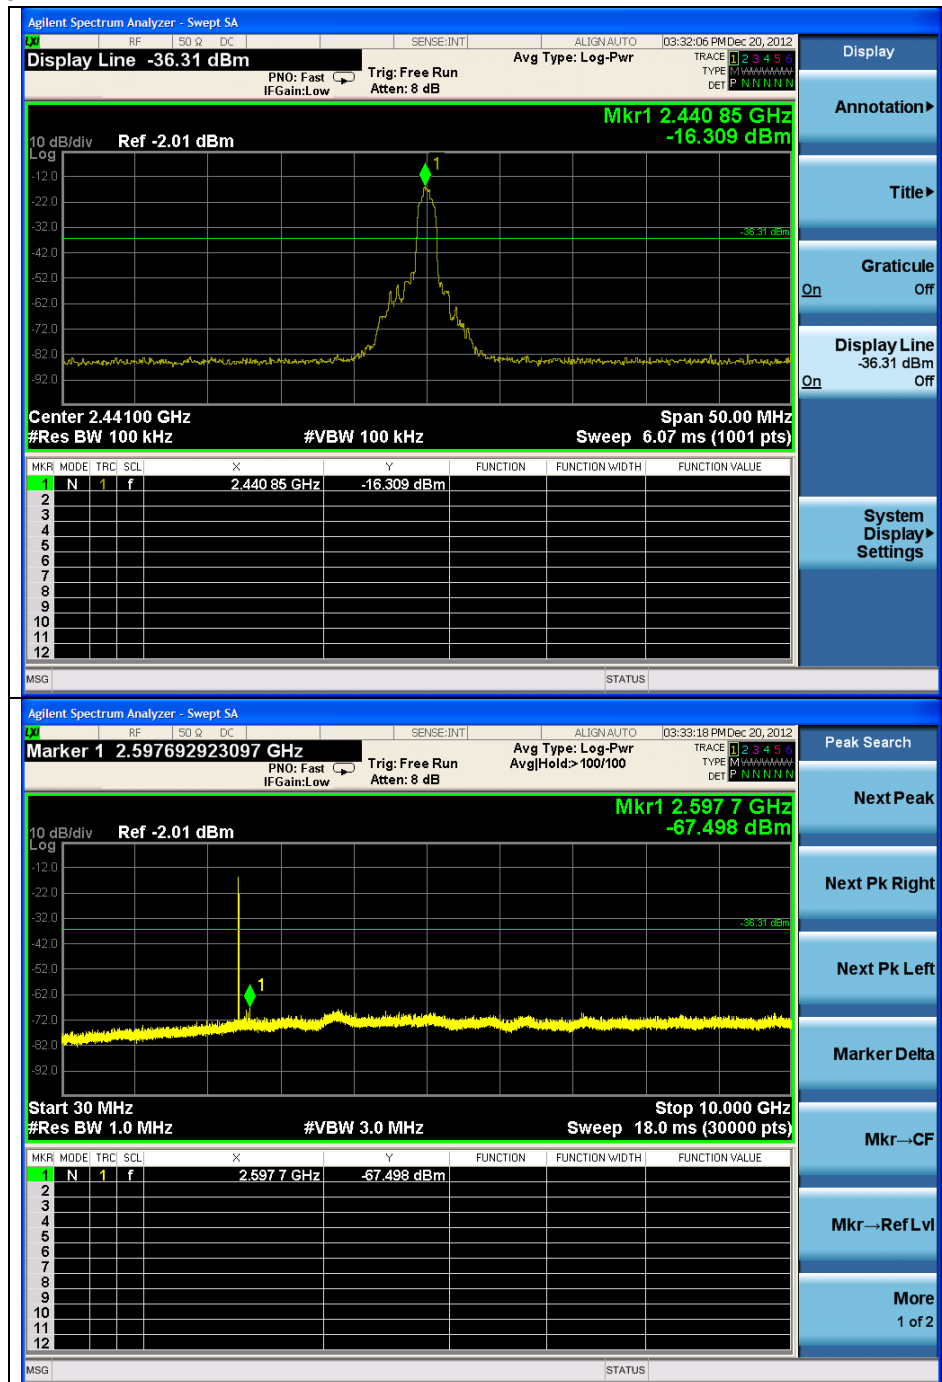 Agilent Spectrum Analyzer - Swept SA
LXI RF 50 Ω DC SENSE:INT ALIGN AUTO 03:32:06 PM Dec 20, 2012
Display Line -36.31 dBm
PNO: Fast
IFGain:Low
Trig: Free Run
Atten: 8 dB
Avg Type: Log-Pwr
TRACE 1 2 3 4 5 6
TYPE M
DET P N N N N N
Display
Annotation
Title
Graticule
On Off
Display Line
-36.31 dBm
On Off
System
Display
Settings
Mkr1 2.440 85 GHz
-16.309 dBm
10 dB/div Ref -2.01 dBm
Log
1
-12.0
-22.0
-32.0
-36.31 dBm
-42.0
-52.0
-62.0
-72.0
-82.0
-92.0
Center 2.44100 GHz Span 50.00 MHz
#Res BW 100 kHz #VBW 100 kHz Sweep 6.07 ms (1001 pts)
MKR MODE TRC SCL X Y FUNCTION FUNCTION WIDTH FUNCTION VALUE
1 N 1 f 2.440 85 GHz -16.309 dBm
2
3
4
5
6
7
8
9
10
11
12
MSG STATUS
Agilent Spectrum Analyzer - Swept SA
LXI RF 50 Ω DC SENSE:INT ALIGN AUTO 03:33:18 PM Dec 20, 2012
Marker 1 2.597692923097 GHz
PNO: Fast
IFGain:Low
Trig: Free Run
Atten: 8 dB
Avg Type: Log-Pwr
Avg|Hold:>100/100
TRACE 1 2 3 4 5 6
TYPE M
DET P N N N N N
Peak Search
Next Peak
Next Pk Right
Next Pk Left
Marker Delta
Mkr→CF
Mkr→Ref Lvl
More
1 of 2
Mkr1 2.597 7 GHz
-67.498 dBm
10 dB/div Ref -2.01 dBm
Log
-12.0
-22.0
-32.0
-36.31 dBm
-42.0
-52.0
1
-62.0
-72.0
-82.0
-92.0
Start 30 MHz Stop 10.000 GHz
#Res BW 1.0 MHz #VBW 3.0 MHz Sweep 18.0 ms (30000 pts)
MKR MODE TRC SCL X Y FUNCTION FUNCTION WIDTH FUNCTION VALUE
1 N 1 f 2.597 7 GHz -67.498 dBm
2
3
4
5
6
7
8
9
10
11
12
MSG STATUS